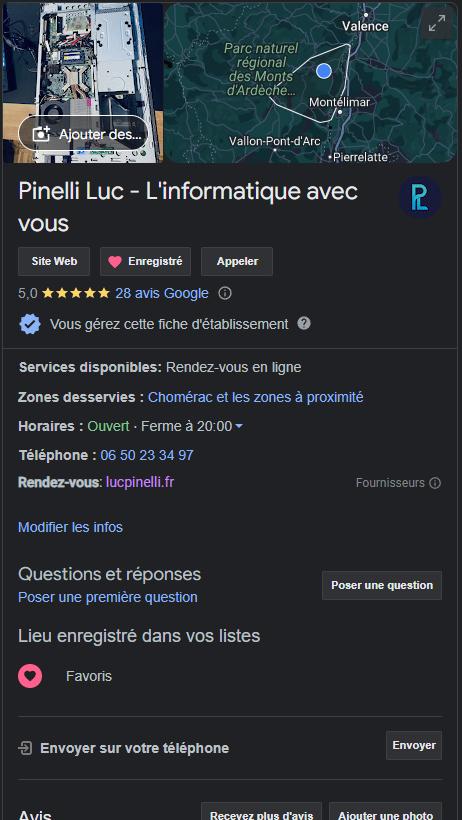 Valence
Parc naturel
régional
des Monts
d'Ardèche...
Montélimar
Vallon-Pont-d'Arc
Pierrelatte
Ajouter des...
Pinelli Luc - L'informatique avec
vous
PL
Site Web
Enregistré
Appeler
5,0 28 avis Google
Vous gérez cette fiche d'établissement
Services disponibles: Rendez-vous en ligne
Zones desservies : Chomérac et les zones à proximité
Horaires : Ouvert · Ferme à 20:00
Téléphone : 06 50 23 34 97
Rendez-vous: lucpinelli.fr
Fournisseurs
Modifier les infos
Questions et réponses
Poser une première question
Poser une question
Lieu enregistré dans vos listes
Favoris
Envoyer sur votre téléphone
Envoyer
Avis
Recevez plus d'avis
Ajouter une photo